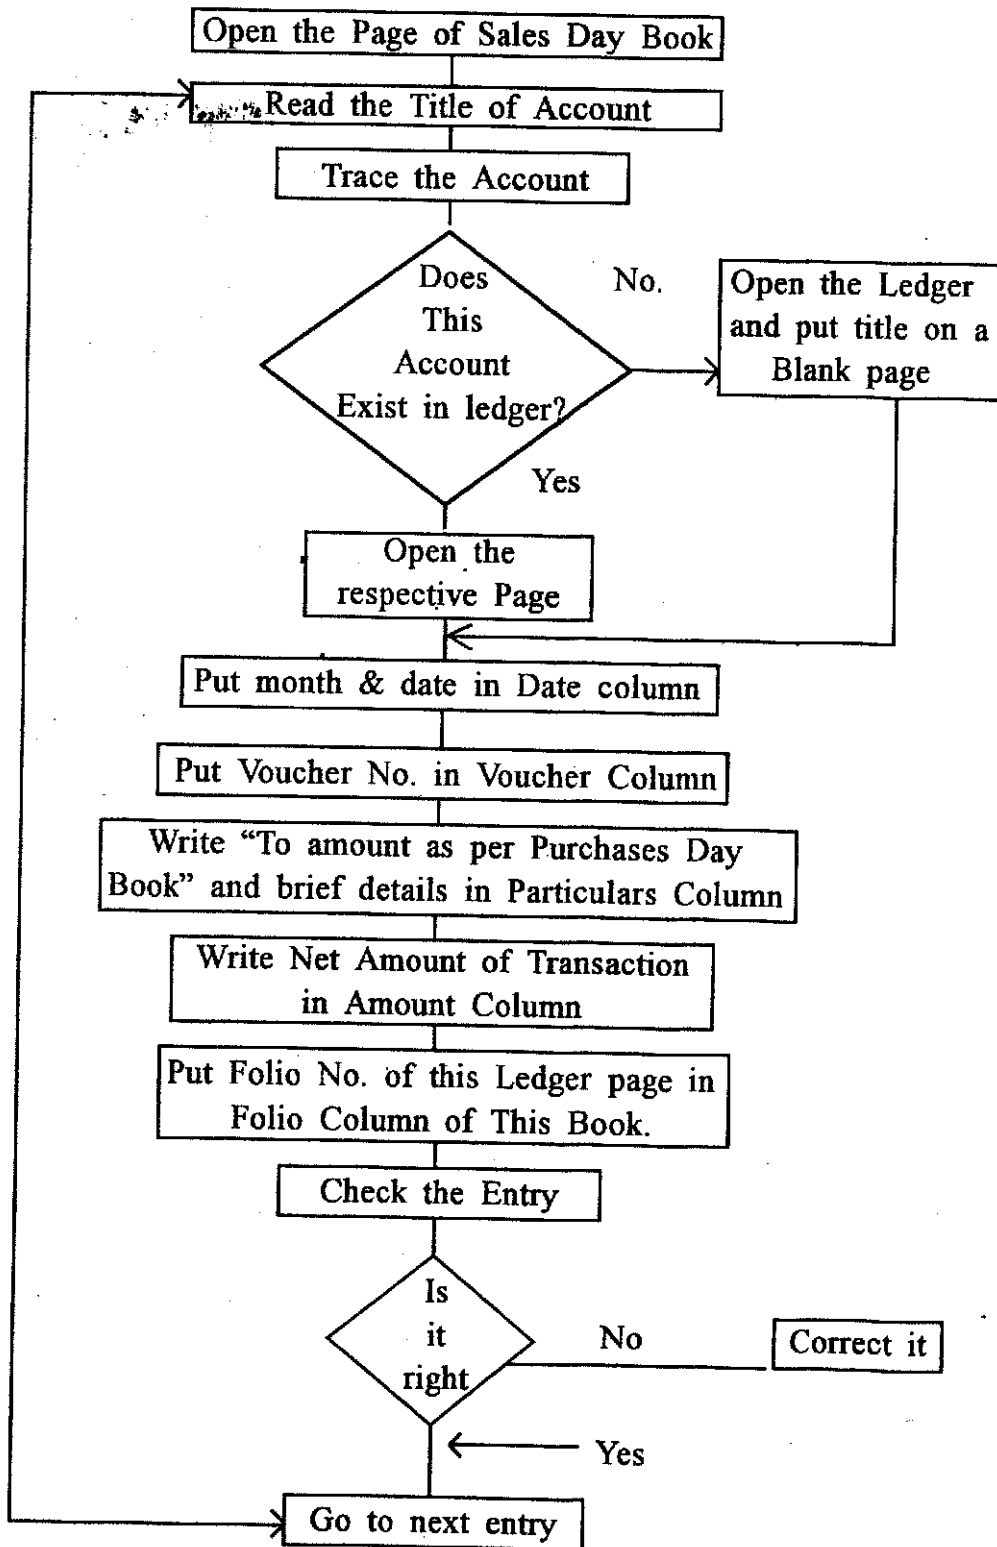 Open the Page of Sales Day Book
Read the Title of Account
Trace the Account
Does
This
Account
Exist in ledger?
No.
Open the Ledger
and put title on a
Blank page
Yes
Open the
respective Page
Put month & date in Date column
Put Voucher No. in Voucher Column
Write “To amount as per Purchases Day
Book” and brief details in Particulars Column
Write Net Amount of Transaction
in Amount Column
Put Folio No. of this Ledger page in
Folio Column of This Book.
Check the Entry
Is
it
right
No
Correct it
Yes
Go to next entry